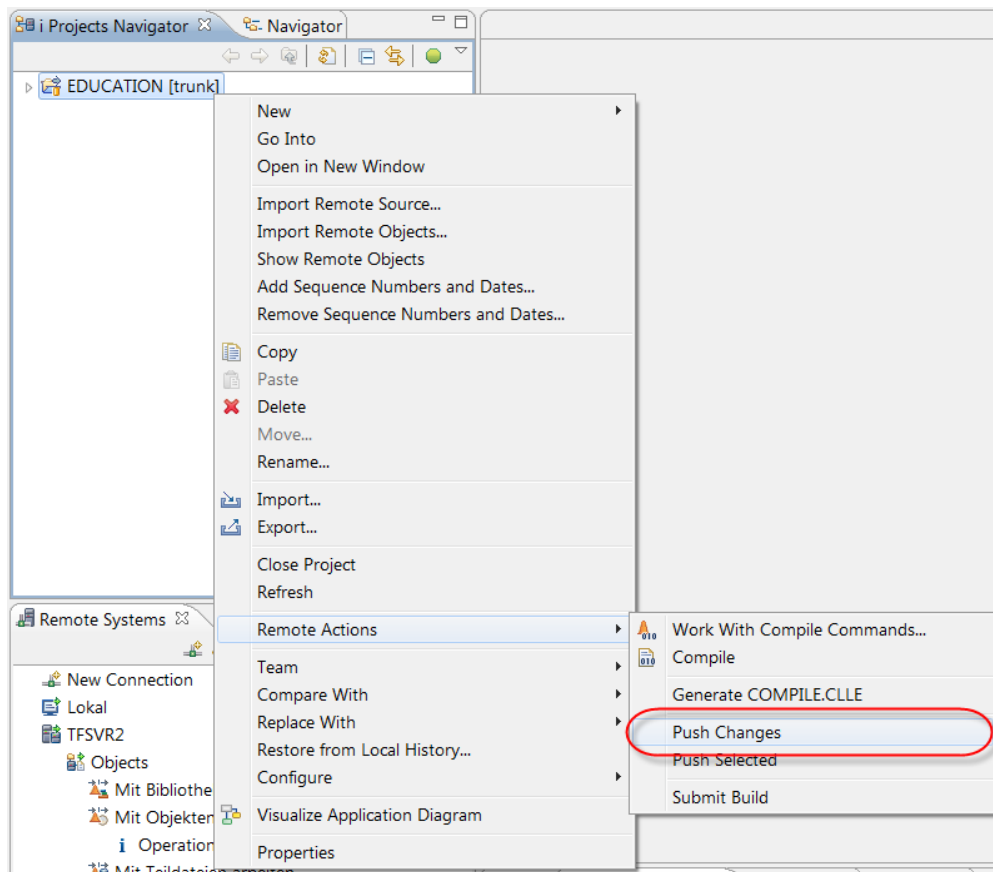 i Projects Navigator
Navigator
EDUCATION [trunk]
New
Go Into
Open in New Window
Import Remote Source...
Import Remote Objects...
Show Remote Objects
Add Sequence Numbers and Dates...
Remove Sequence Numbers and Dates...
Copy
Paste
Delete
Move...
Rename...
Import...
Export...
Close Project
Refresh
Remote Actions
Team
Compare With
Replace With
Restore from Local History...
Configure
Visualize Application Diagram
Properties
Work With Compile Commands...
Compile
Generate COMPILE.CLLE
Push Changes
Push Selected
Submit Build
Remote Systems
New Connection
Lokal
TFSVR2
Objects
Mit Bibliothe
Mit Objekten
Operation
Mit Teildateien arbeiten